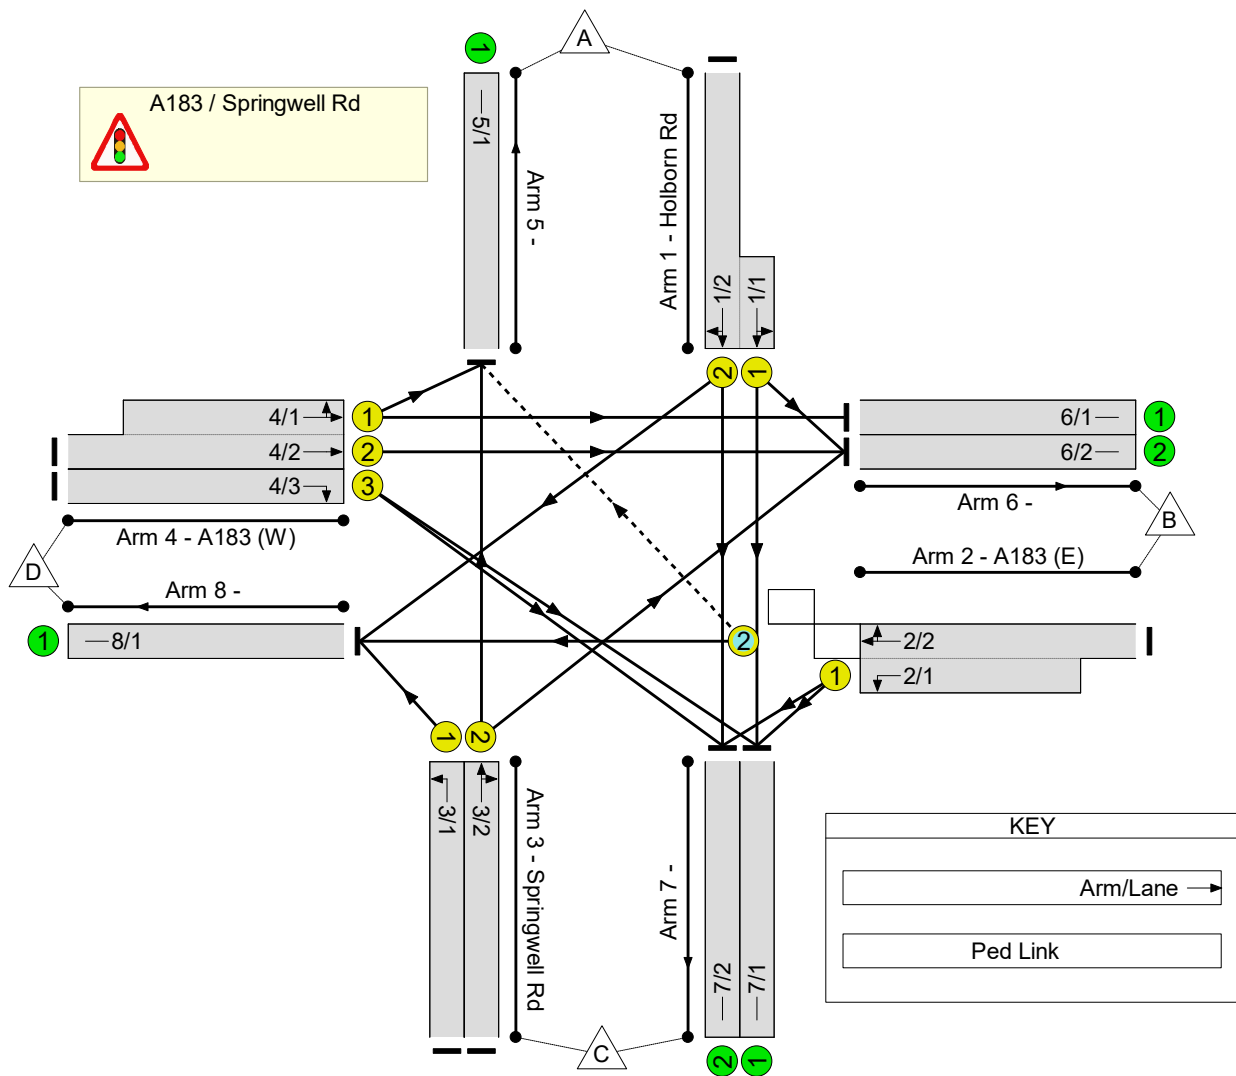 A
1
A183 / Springwell Rd
5/1
Arm 5 -
Arm 1 - Holborn Rd
1/2
1/1
2
1
4/1
1
4/2
2
4/3
3
6/1
1
6/2
2
Arm 6 -
B
Arm 4 - A183 (W)
Arm 2 - A183 (E)
D
Arm 8 -
1
8/1
2
2/2
1
2/1
1
2
3/1
3/2
Arm 3 - Springwell Rd
Arm 7 -
7/2
7/1
KEY
Arm/Lane
Ped Link
C
2
1